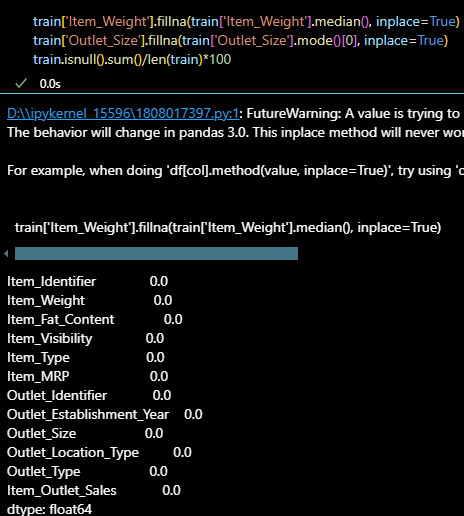 train['Item_Weight'].fillna(train['Item_Weight'].median(), inplace=True)
train['Outlet_Size'].fillna(train['Outlet_Size'].mode()[0], inplace=True)
train.isnull().sum()/len(train)*100
0.0s
D:\\ipykernel_15596\1808017397.py:1: FutureWarning: A value is trying to
The behavior will change in pandas 3.0. This inplace method will never wor
For example, when doing 'df[col].method(value, inplace=True)', try using '
train['Item_Weight'].fillna(train['Item_Weight'].median(), inplace=True)
Item_Identifier 0.0
Item_Weight 0.0
Item_Fat_Content 0.0
Item_Visibility 0.0
Item_Type 0.0
Item_MRP 0.0
Outlet_Identifier 0.0
Outlet_Establishment_Year 0.0
Outlet_Size 0.0
Outlet_Location_Type 0.0
Outlet_Type 0.0
Item_Outlet_Sales 0.0
dtype: float64